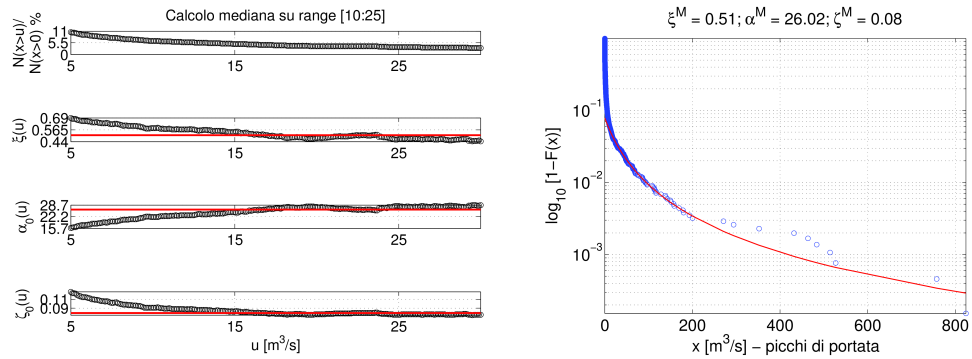 Calcolo mediana su range [10:25]
N(x>u)/
N(x>0) %
11
5.5
0
5 15 25
ξ(u)
0.69
0.565
0.44
5 15 25
α₀(u)
28.7
22.2
15.7
5 15 25
ζ₀(u)
0.11
0.09
5 15 25
u [m³/s]
ξᴹ = 0.51; αᴹ = 26.02; ζᴹ = 0.08
log₁₀ [1−F(x)]
10⁻¹
10⁻²
10⁻³
0 200 400 600 800
x [m³/s] − picchi di portata